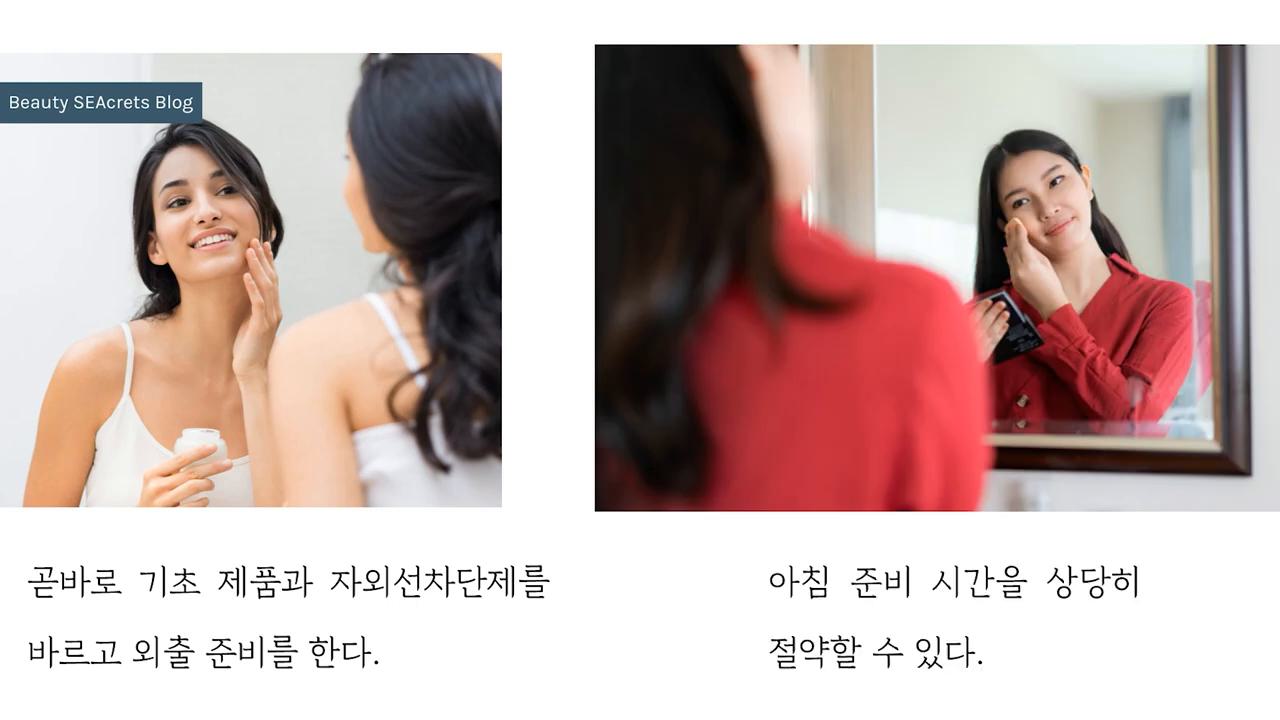 Beauty SEAcrets Blog
곧바로 기초 제품과 자외선차단제를
바르고 외출 준비를 한다.
아침 준비 시간을 상당히
절약할 수 있다.